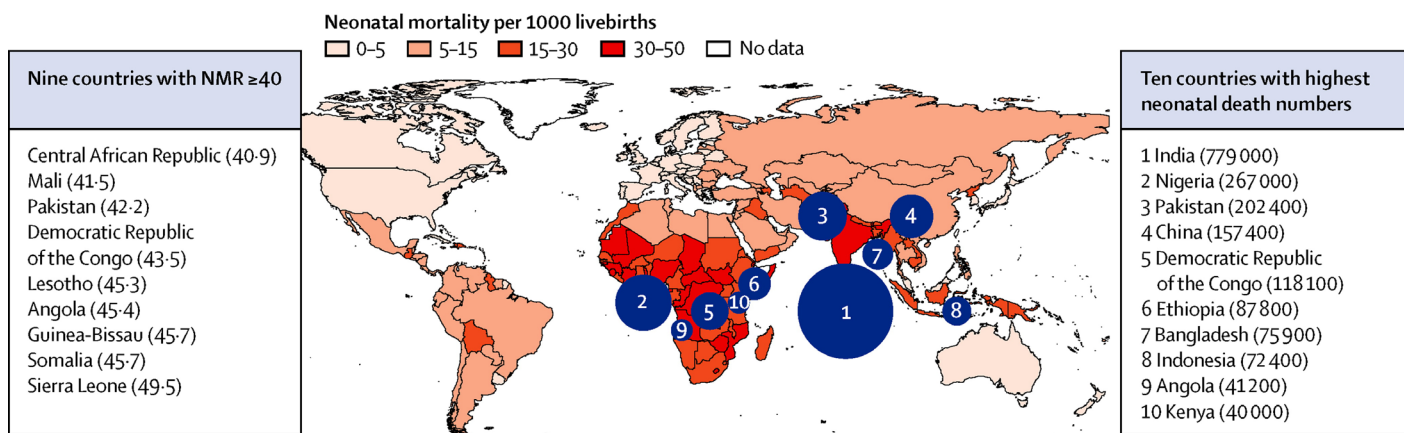 Neonatal mortality per 1000 livebirths
0–5 5–15 15–30 30–50 No data
Nine countries with NMR ≥40
Central African Republic (40·9)
Mali (41·5)
Pakistan (42·2)
Democratic Republic
of the Congo (43·5)
Lesotho (45·3)
Angola (45·4)
Guinea-Bissau (45·7)
Somalia (45·7)
Sierra Leone (49·5)
3
4
7
6
2
10
5
1
8
9
Ten countries with highest
neonatal death numbers
1 India (779 000)
2 Nigeria (267 000)
3 Pakistan (202 400)
4 China (157 400)
5 Democratic Republic
of the Congo (118 100)
6 Ethiopia (87 800)
7 Bangladesh (75 900)
8 Indonesia (72 400)
9 Angola (41 200)
10 Kenya (40 000)